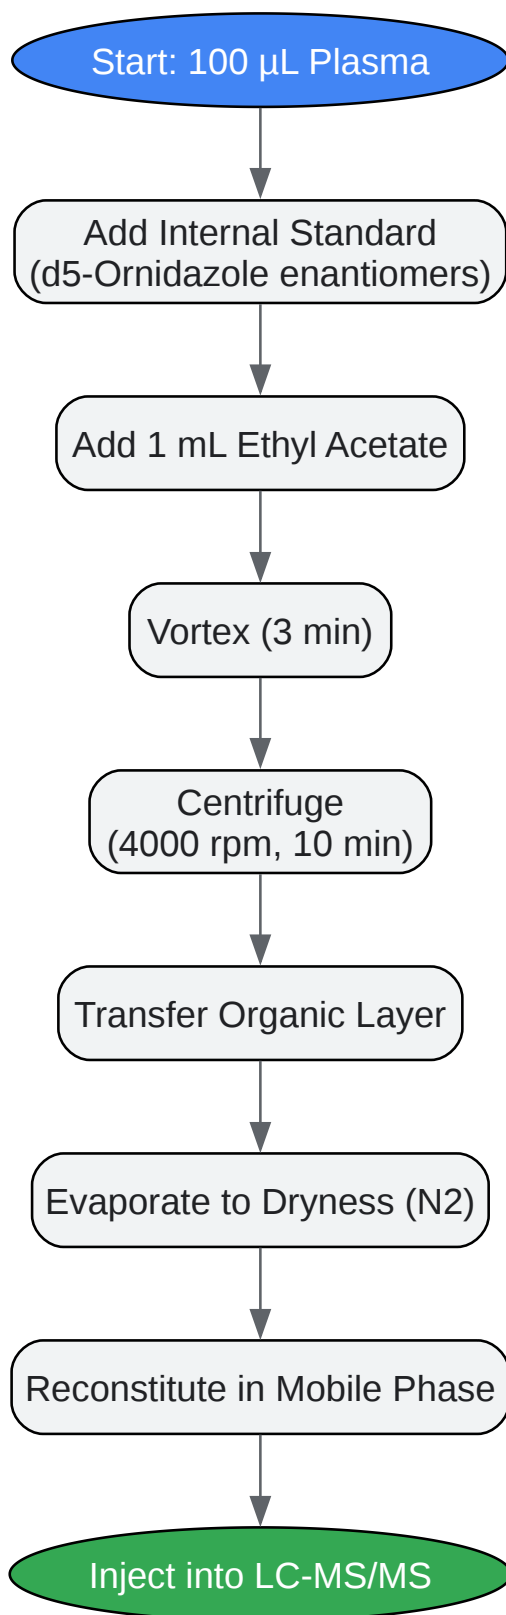 Start: 100 µL Plasma
Add Internal Standard
(d5-Ornidazole enantiomers)
Add 1 mL Ethyl Acetate
Vortex (3 min)
Centrifuge
(4000 rpm, 10 min)
Transfer Organic Layer
Evaporate to Dryness (N2)
Reconstitute in Mobile Phase
Inject into LC-MS/MS